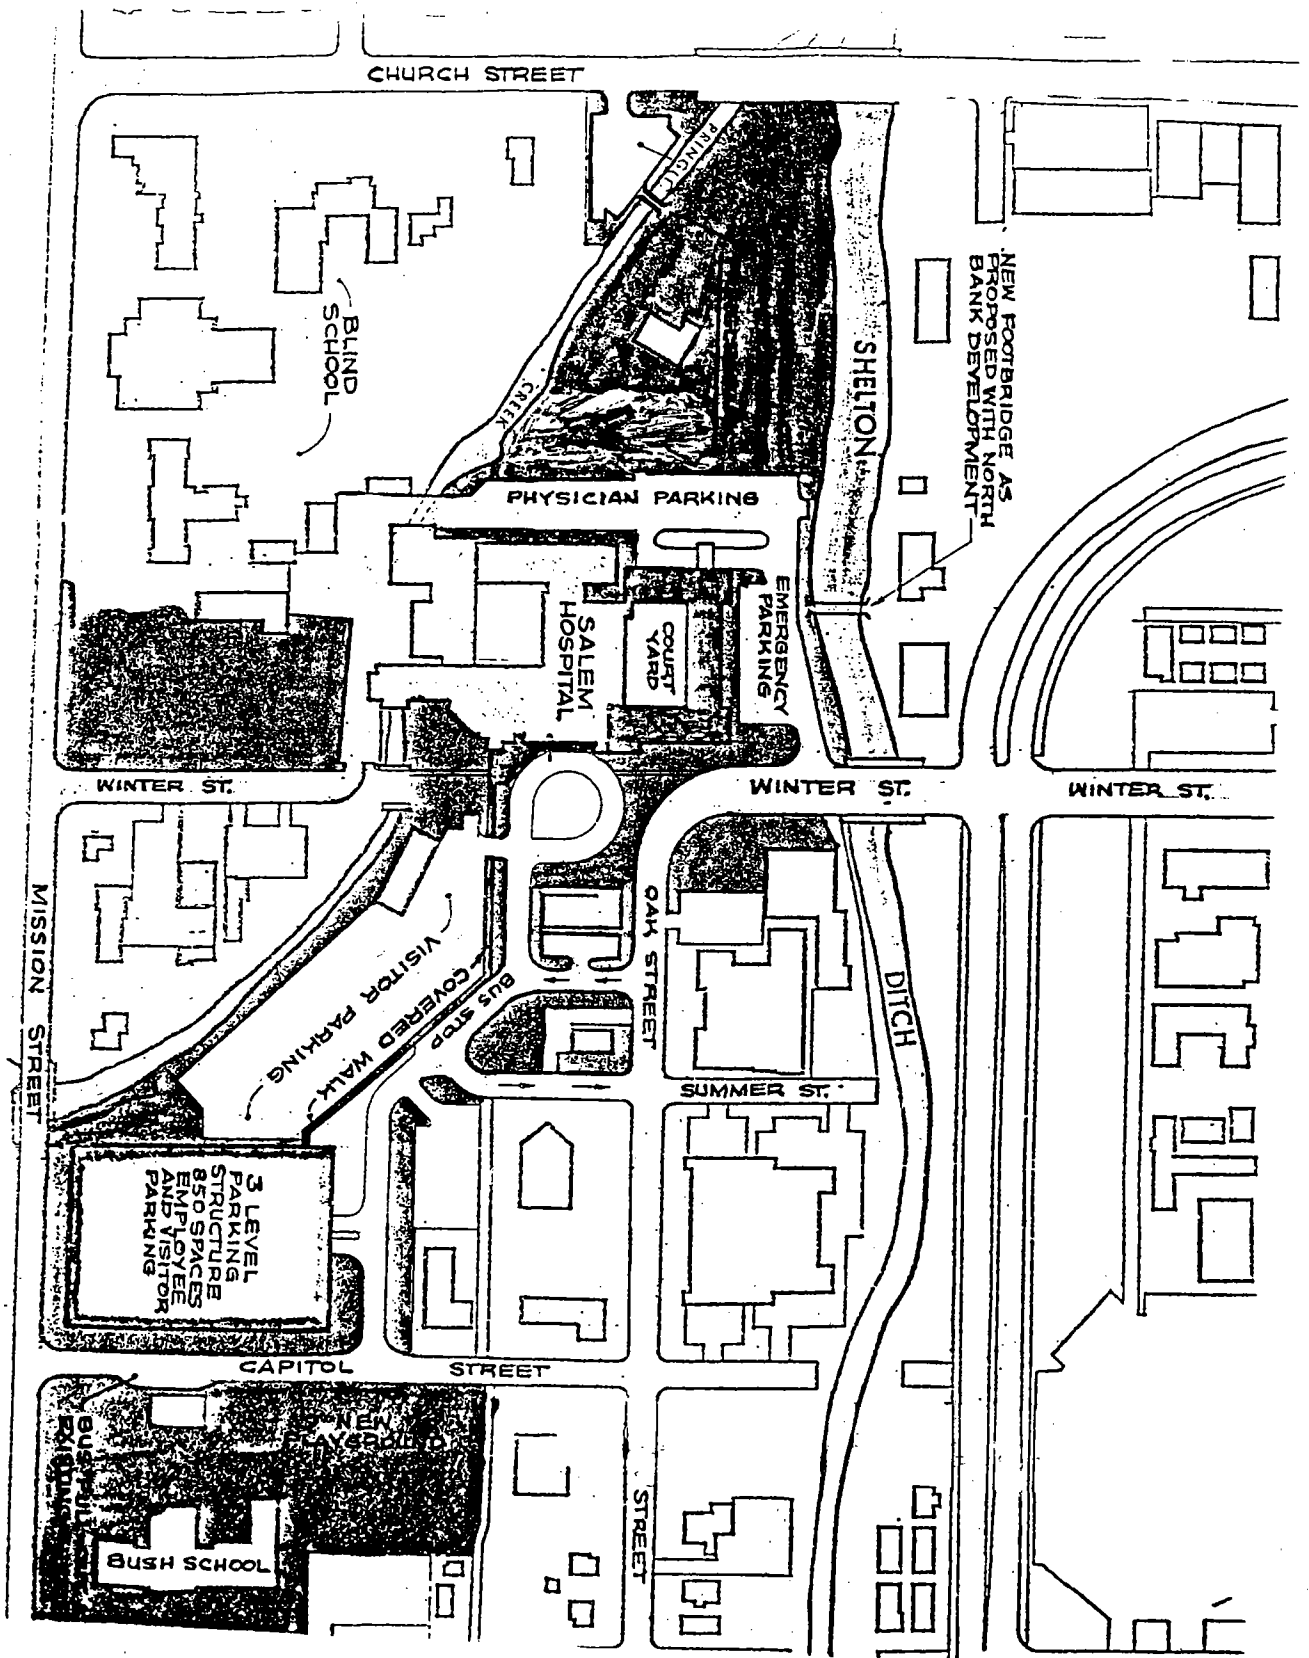 CHURCH STREET
PRINGLE
CREEK
SHELTON
DITCH
NEW FOOTBRIDGE AS
PROPOSED WITH NORTH
BANK DEVELOPMENT
BLIND
SCHOOL
PHYSICIAN PARKING
EMERGENCY
PARKING
SALEM
HOSPITAL
COURT
YARD
WINTER ST.
WINTER ST.
WINTER ST.
MISSION STREET
OAK STREET
VISITOR PARKING
COVERED WALK
BUS STOP
SUMMER ST.
3 LEVEL
PARKING
STRUCTURE
850 SPACES
EMPLOYEE
AND VISITOR
PARKING
CAPITOL STREET
NEW
EXISTING
BUSH SCHOOL
STREET